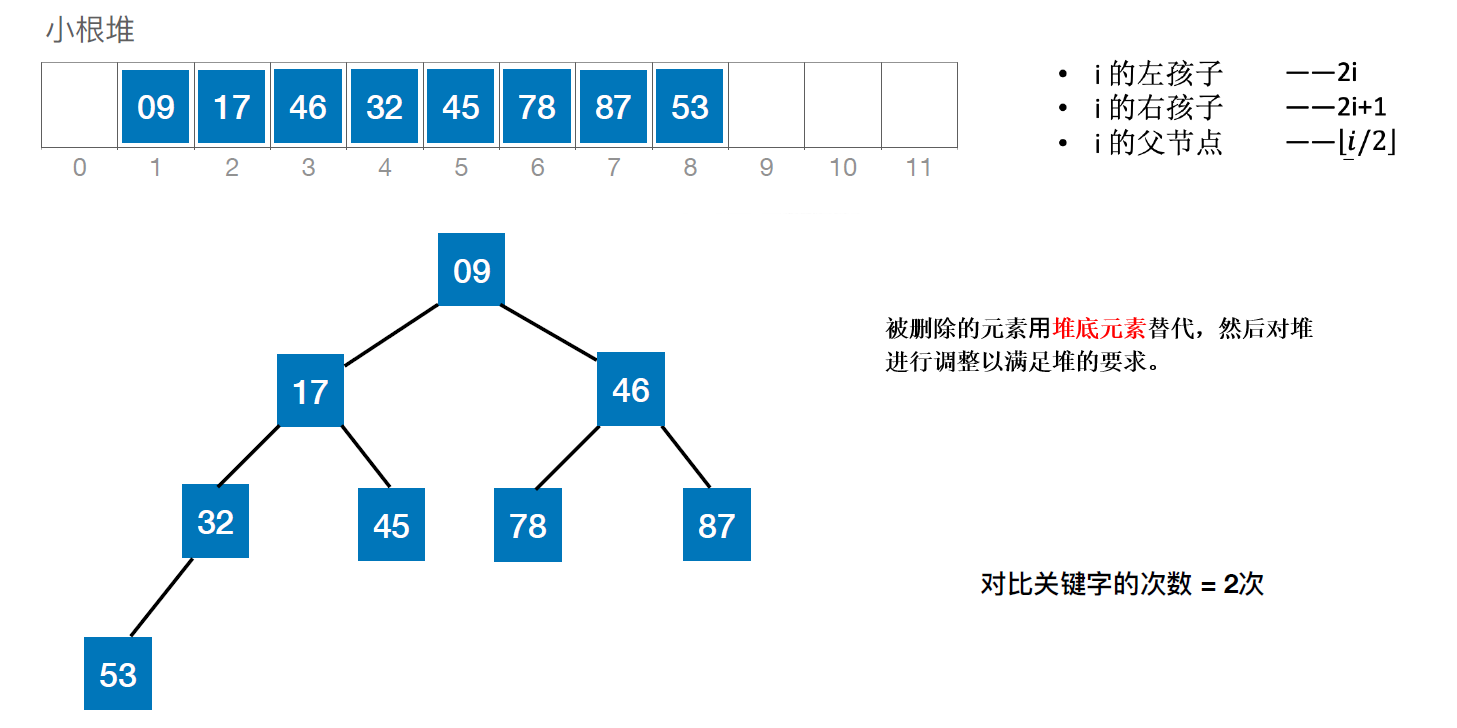 小根堆
09 17 46 32 45 78 87 53
0 1 2 3 4 5 6 7 8 9 10 11
• i 的左孩子 ——2i
• i 的右孩子 ——2i+1
• i 的父节点 ——⌊i/2⌋
09
17 46
32 45 78 87
53
被删除的元素用堆底元素替代，然后对堆
进行调整以满足堆的要求。
对比关键字的次数 = 2次